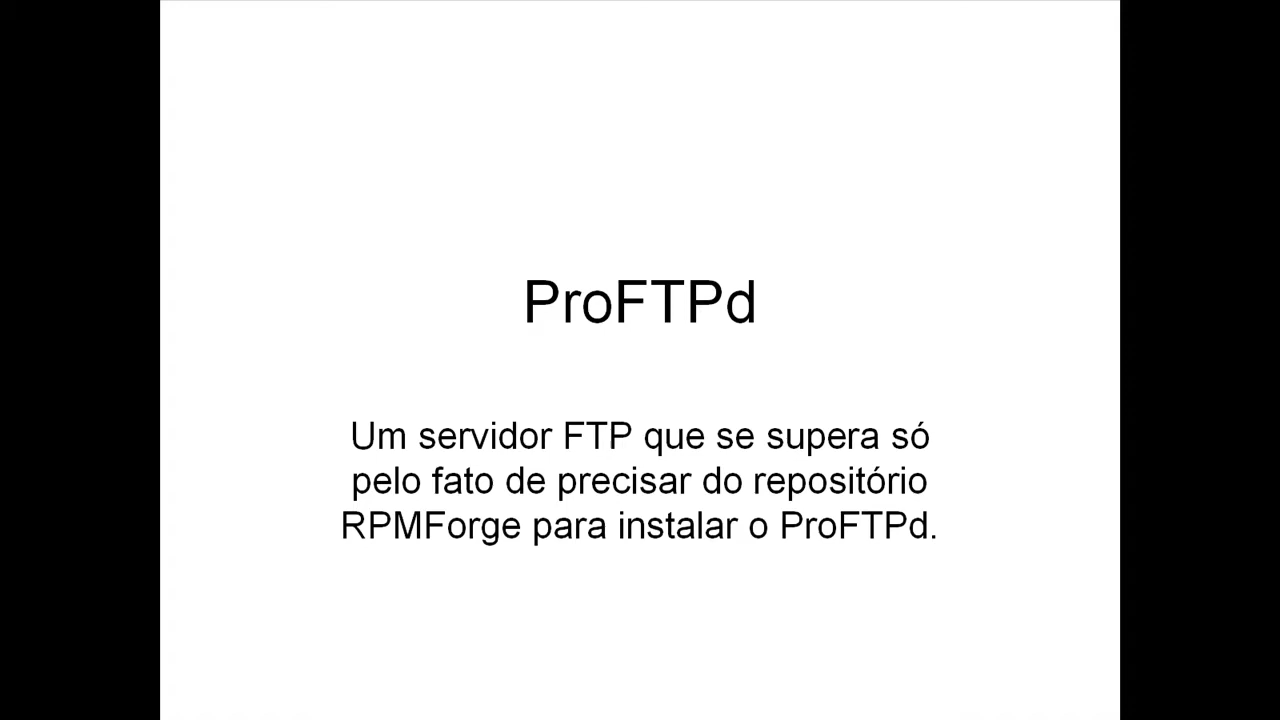 ProFTPd
Um servidor FTP que se supera só
pelo fato de precisar do repositório
RPMForge para instalar o ProFTPd.